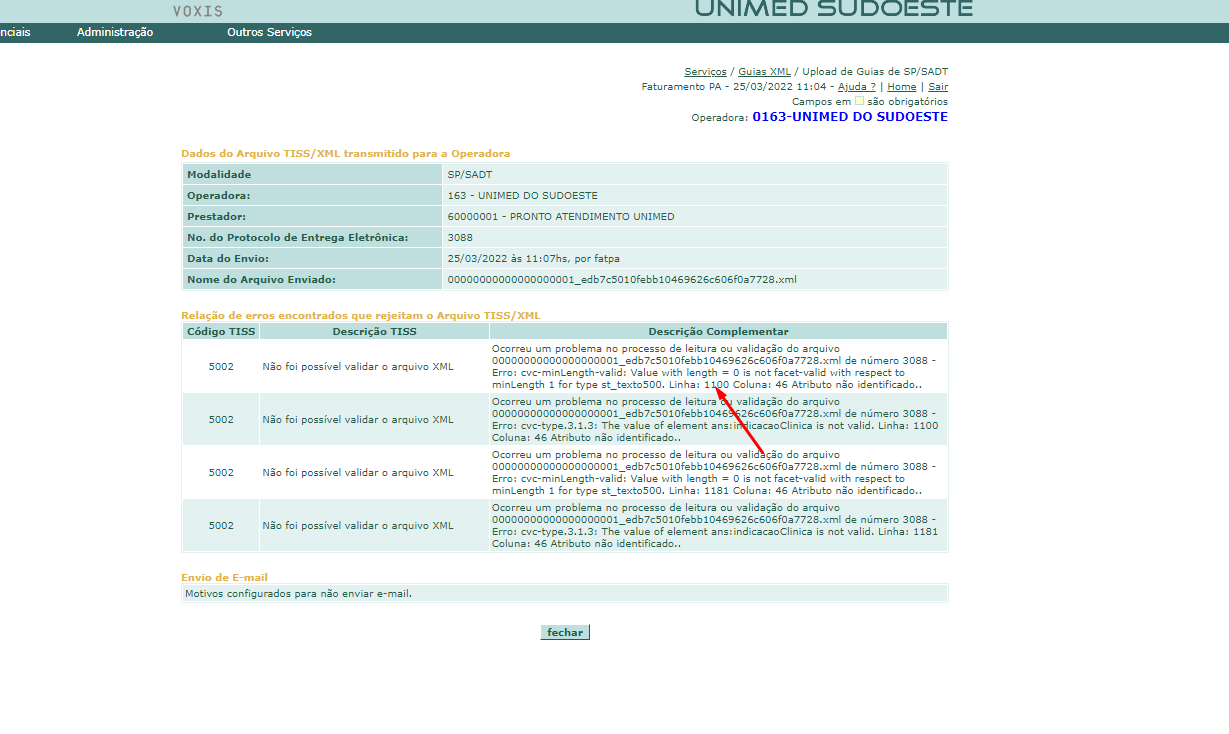 VOXIS
UNIMED SUDOESTE
nciais Administração Outros Serviços
Serviços / Guias XML / Upload de Guias de SP/SADT
Faturamento PA - 25/03/2022 11:04 - Ajuda ? | Home | Sair
Campos em são obrigatórios
Operadora: 0163-UNIMED DO SUDOESTE
Dados do Arquivo TISS/XML transmitido para a Operadora
Modalidade SP/SADT
Operadora: 163 - UNIMED DO SUDOESTE
Prestador: 60000001 - PRONTO ATENDIMENTO UNIMED
No. do Protocolo de Entrega Eletrônica: 3088
Data do Envio: 25/03/2022 às 11:07hs, por fatpa
Nome do Arquivo Enviado: 00000000000000000001_edb7c5010febb10469626c606f0a7728.xml
Relação de erros encontrados que rejeitam o Arquivo TISS/XML
Código TISS Descrição TISS Descrição Complementar
5002 Não foi possível validar o arquivo XML
Ocorreu um problema no processo de leitura ou validação do arquivo
00000000000000000001_edb7c5010febb10469626c606f0a7728.xml de número 3088 -
Erro: cvc-minLength-valid: Value with length = 0 is not facet-valid with respect to
minLength 1 for type st_texto500. Linha: 1100 Coluna: 46 Atributo não identificado..
5002 Não foi possível validar o arquivo XML
Ocorreu um problema no processo de leitura ou validação do arquivo
00000000000000000001_edb7c5010febb10469626c606f0a7728.xml de número 3088 -
Erro: cvc-type.3.1.3: The value of element ans:indicacaoClinica is not valid. Linha: 1100
Coluna: 46 Atributo não identificado..
5002 Não foi possível validar o arquivo XML
Ocorreu um problema no processo de leitura ou validação do arquivo
00000000000000000001_edb7c5010febb10469626c606f0a7728.xml de número 3088 -
Erro: cvc-minLength-valid: Value with length = 0 is not facet-valid with respect to
minLength 1 for type st_texto500. Linha: 1181 Coluna: 46 Atributo não identificado..
5002 Não foi possível validar o arquivo XML
Ocorreu um problema no processo de leitura ou validação do arquivo
00000000000000000001_edb7c5010febb10469626c606f0a7728.xml de número 3088 -
Erro: cvc-type.3.1.3: The value of element ans:indicacaoClinica is not valid. Linha: 1181
Coluna: 46 Atributo não identificado..
Envio de E-mail
Motivos configurados para não enviar e-mail.
fechar